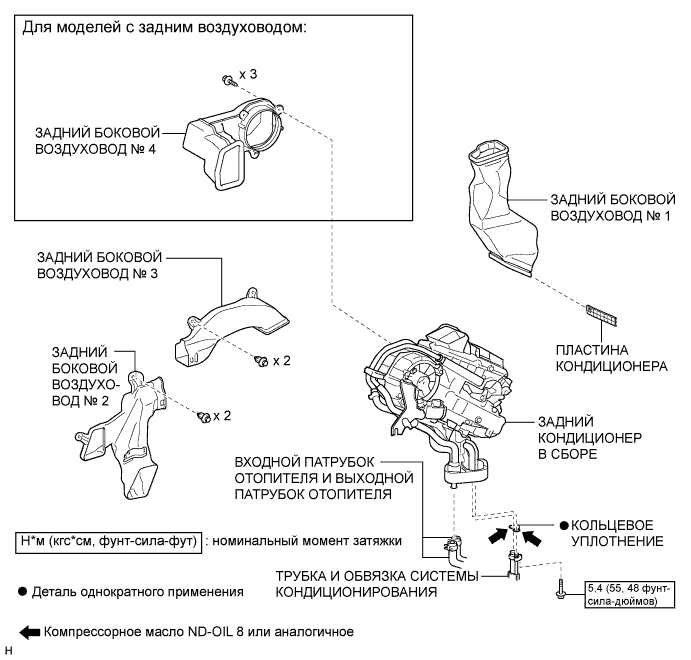 Для моделей с задним воздуховодом:
x 3
ЗАДНИЙ БОКОВОЙ
ВОЗДУХОВОД № 4
ЗАДНИЙ БОКОВОЙ
ВОЗДУХОВОД № 1
ЗАДНИЙ БОКОВОЙ
ВОЗДУХОВОД № 3
x 2
ПЛАСТИНА
КОНДИЦИОНЕРА
ЗАДНИЙ
БОКОВОЙ
ВОЗДУХО-
ВОД № 2
x 2
ЗАДНИЙ
КОНДИЦИОНЕР
В СБОРЕ
ВХОДНОЙ ПАТРУБОК
ОТОПИТЕЛЯ И ВЫХОДНОЙ
ПАТРУБОК ОТОПИТЕЛЯ
● КОЛЬЦЕВОЕ
УПЛОТНЕНИЕ
Н*м (кгс*см, фунт-сила-фут) : номинальный момент затяжки
ТРУБКА И ОБВЯЗКА СИСТЕМЫ
КОНДИЦИОНИРОВАНИЯ
5,4 (55, 48 фунт-
сила-дюймов)
● Деталь однократного применения
Компрессорное масло ND-OIL 8 или аналогичное
H